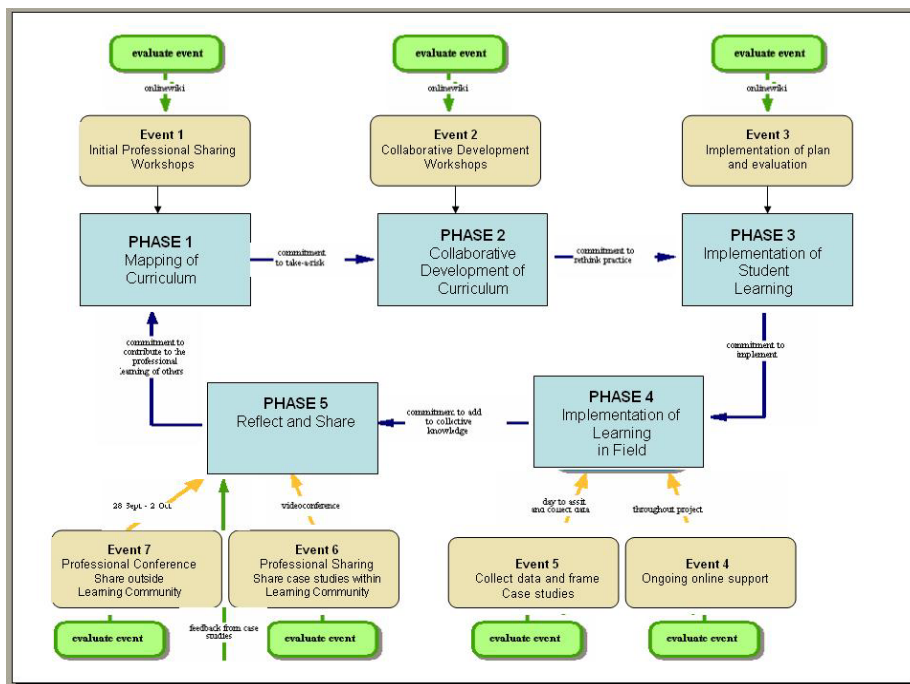 evaluate event
evaluate event
evaluate event
onlinewiki
onlinewiki
onlinewiki
Event 1
Initial Professional Sharing
Workshops
Event 2
Collaborative Development
Workshops
Event 3
Implementation of plan
and evaluation
PHASE 1
Mapping of
Curriculum
commitment
to take-a-risk
PHASE 2
Collaborative
Development of
Curriculum
commitment to
rethink practice
PHASE 3
Implementation of
Student
Learning
commitment to
contribute to the
professional
learning of others
commitment to
implement
PHASE 5
Reflect and Share
commitment to add
to collective
knowledge
PHASE 4
Implementation of
Learning
in Field
28 Sept - 2 Oct
videoconference
day to assit
and collect data
throughout project
Event 7
Professional Conference
Share outside
Learning Community
Event 6
Professional Sharing
Share case studies within
Learning Community
Event 5
Collect data and frame
Case studies
Event 4
Ongoing online support
evaluate event
feedback from case
studies
evaluate event
evaluate event
evaluate event